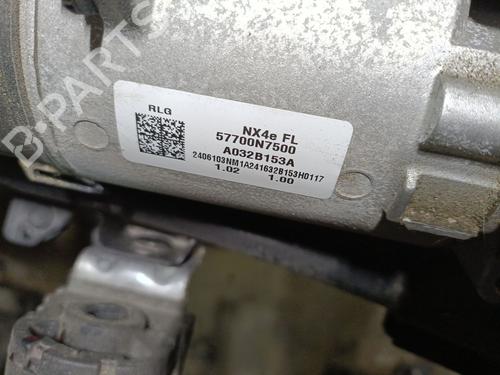 B-PARTS
RLG
NX4e FL
57700N7500
A032B153A
2406103NM1A241632B153H0117
1.02 1.00